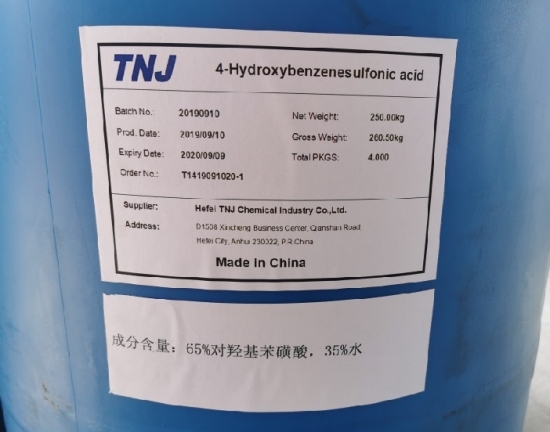 TNJ 4-Hydroxybenzenesulfonic acid
Batch No.: 20190910 Net Weight: 250.00kg
Prod. Date: 2019/09/10 Gross Weight: 260.50kg
Expiry Date: 2020/09/09 Total PKGS: 4.000
Order No.: T1419091020-1
Supplier: Hefei TNJ Chemical Industry Co.,Ltd.
Address: D1508 Xincheng Business Center, Qianshan Road
Hefei City, Anhui 230022, P.R.China
Made in China
成分含量：65%对羟基苯磺酸，35%水